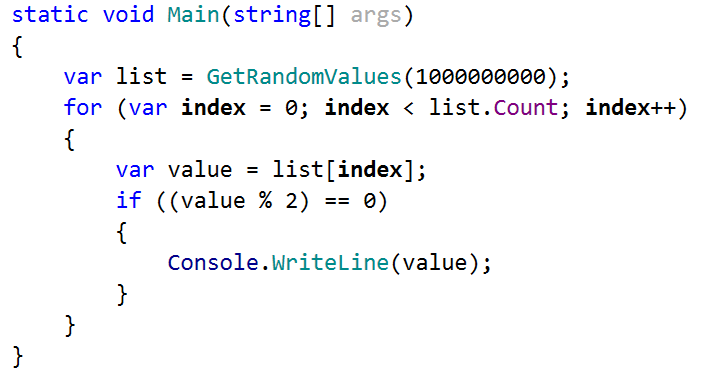 static void Main(string[] args)
{
    var list = GetRandomValues(1000000000);
    for (var index = 0; index < list.Count; index++)
    {
        var value = list[index];
        if ((value % 2) == 0)
        {
            Console.WriteLine(value);
        }
    }
}